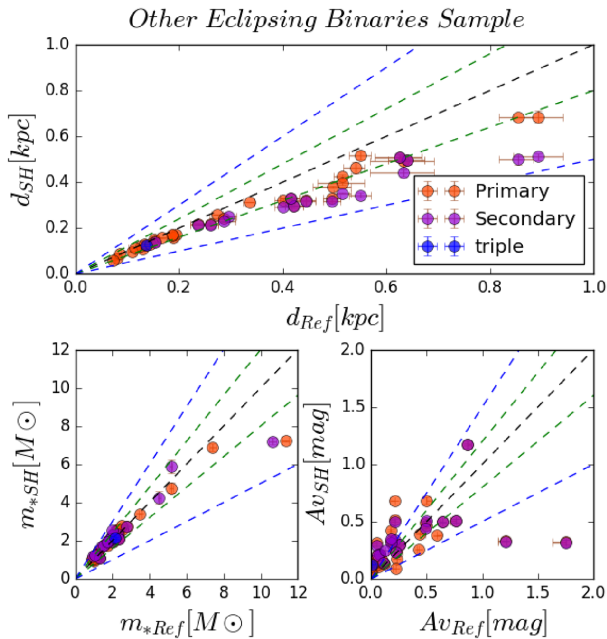 Other Eclipsing Binaries Sample
1.0
0.8
0.6
0.4
0.2
0.0
d_SH[kpc]
0.0 0.2 0.4 0.6 0.8 1.0
d_Ref[kpc]
Primary
Secondary
triple
12
10
8
6
4
2
0
m_*SH[M⊙]
0 2 4 6 8 10 12
m_*Ref[M⊙]
2.0
1.5
1.0
0.5
0.0
Av_SH[mag]
0.0 0.5 1.0 1.5 2.0
Av_Ref[mag]